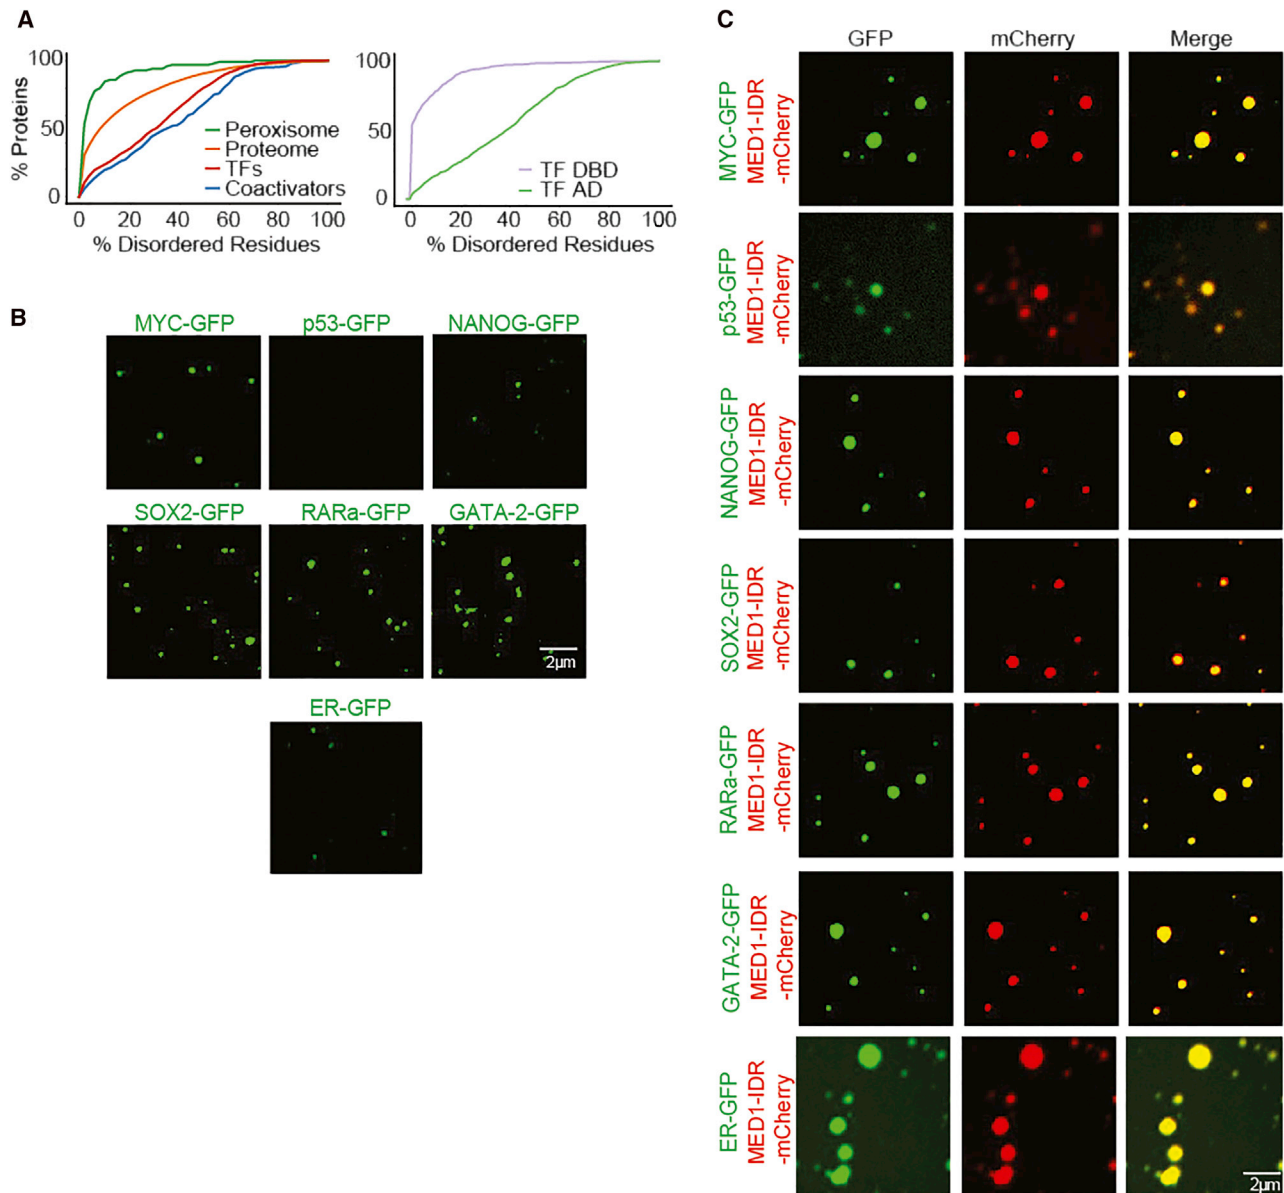 A
100
50
0
% Proteins
Peroxisome
Proteome
TFs
Coactivators
0 20 40 60 80 100
% Disordered Residues
100
50
0
TF DBD
TF AD
0 20 40 60 80 100
% Disordered Residues
B
MYC-GFP
p53-GFP
NANOG-GFP
SOX2-GFP
RARa-GFP
GATA-2-GFP
2μm
ER-GFP
C
GFP
mCherry
Merge
MYC-GFP
MED1-IDR
-mCherry
p53-GFP
MED1-IDR
-mCherry
NANOG-GFP
MED1-IDR
-mCherry
SOX2-GFP
MED1-IDR
-mCherry
RARa-GFP
MED1-IDR
-mCherry
GATA-2-GFP
MED1-IDR
-mCherry
ER-GFP
MED1-IDR
-mCherry
2μm